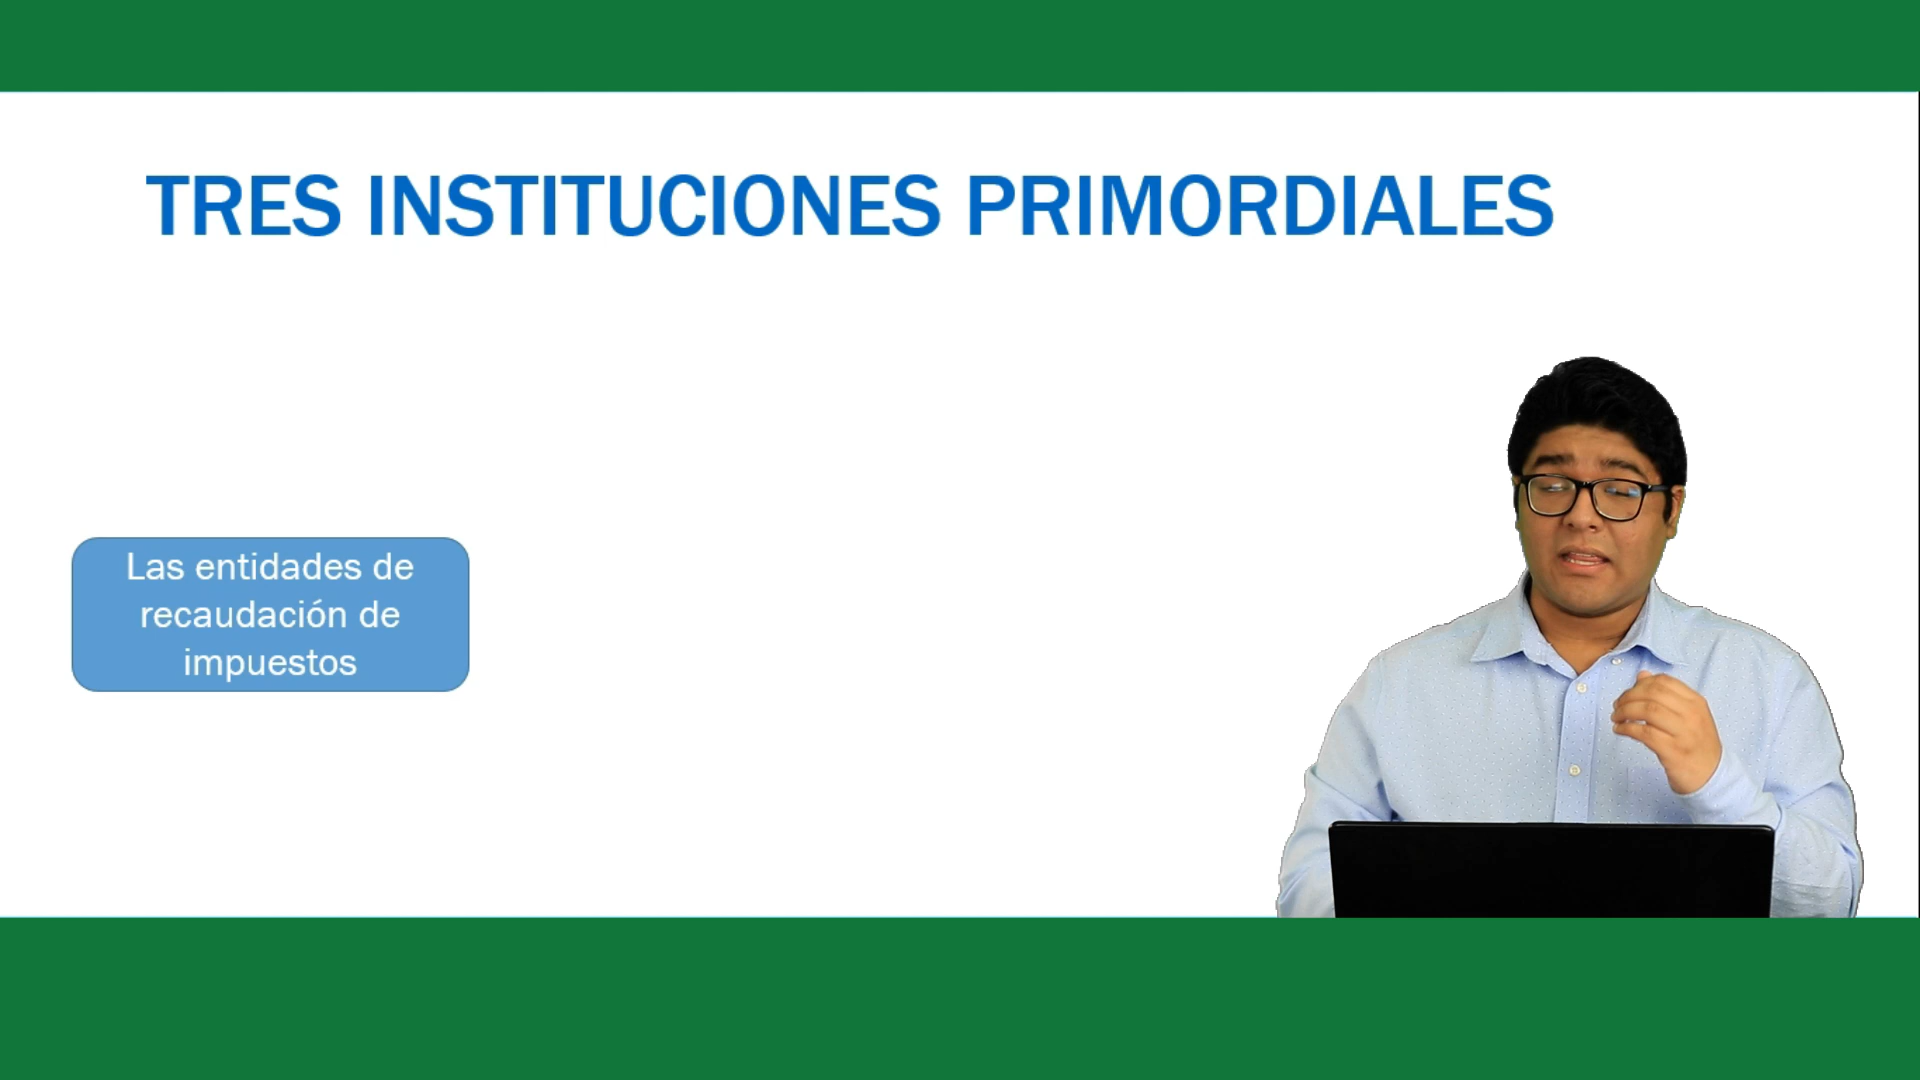 TRES INSTITUCIONES PRIMORDIALES
Las entidades de
recaudación de
impuestos